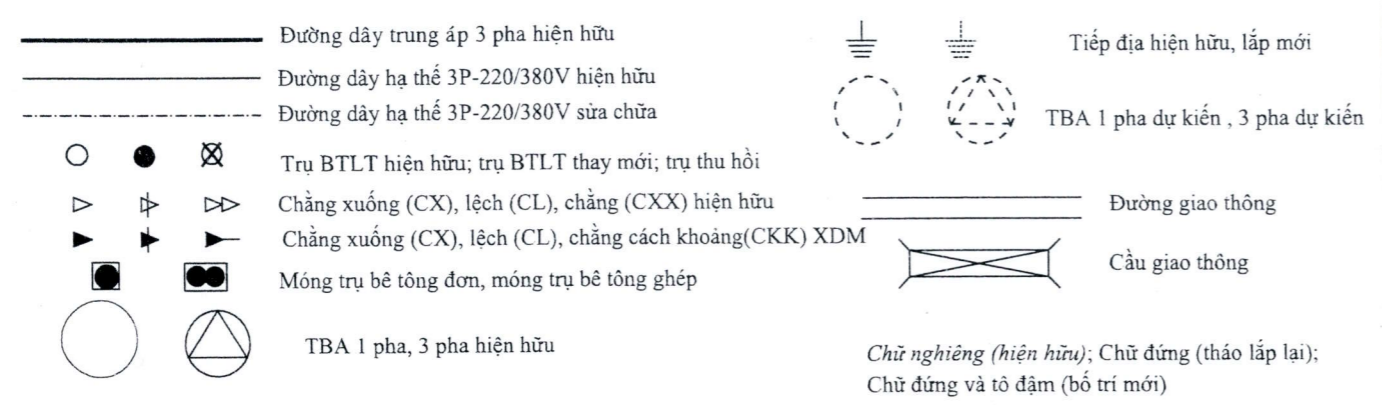 Đường dây trung áp 3 pha hiện hữu
Đường dây hạ thế 3P-220/380V hiện hữu
Đường dây hạ thế 3P-220/380V sửa chữa
Trụ BTLT hiện hữu; trụ BTLT thay mới; trụ thu hồi
Chằng xuống (CX), lệch (CL), chằng (CXX) hiện hữu
Chằng xuống (CX), lệch (CL), chằng cách khoảng(CKK) XDM
Móng trụ bê tông đơn, móng trụ bê tông ghép
TBA 1 pha, 3 pha hiện hữu
Tiếp địa hiện hữu, lắp mới
TBA 1 pha dự kiến , 3 pha dự kiến
Đường giao thông
Cầu giao thông
Chữ nghiêng (hiện hữu); Chữ đứng (tháo lắp lại);
Chữ đứng và tô đậm (bố trí mới)